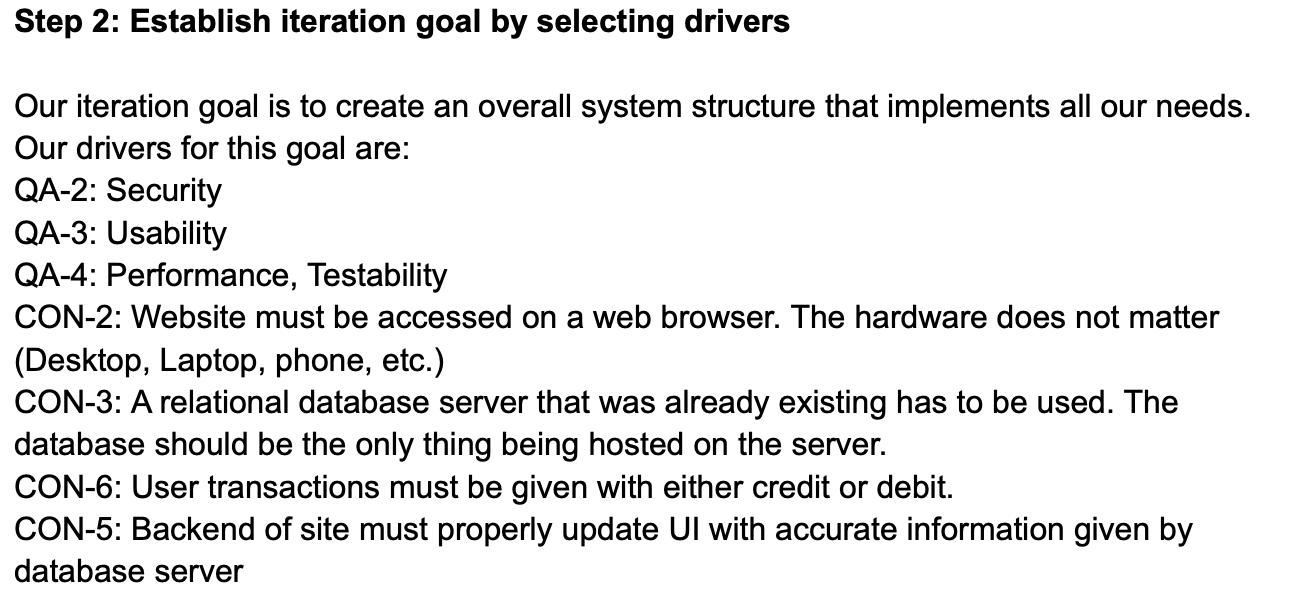 Step 2: Establish iteration goal by selecting drivers
Our iteration goal is to create an overall system structure that implements all our needs.
Our drivers for this goal are:
QA-2: Security
QA-3: Usability
QA-4: Performance, Testability
CON-2: Website must be accessed on a web browser. The hardware does not matter
(Desktop, Laptop, phone, etc.)
CON-3: A relational database server that was already existing has to be used. The
database should be the only thing being hosted on the server.
CON-6: User transactions must be given with either credit or debit.
CON-5: Backend of site must properly update UI with accurate information given by
database server